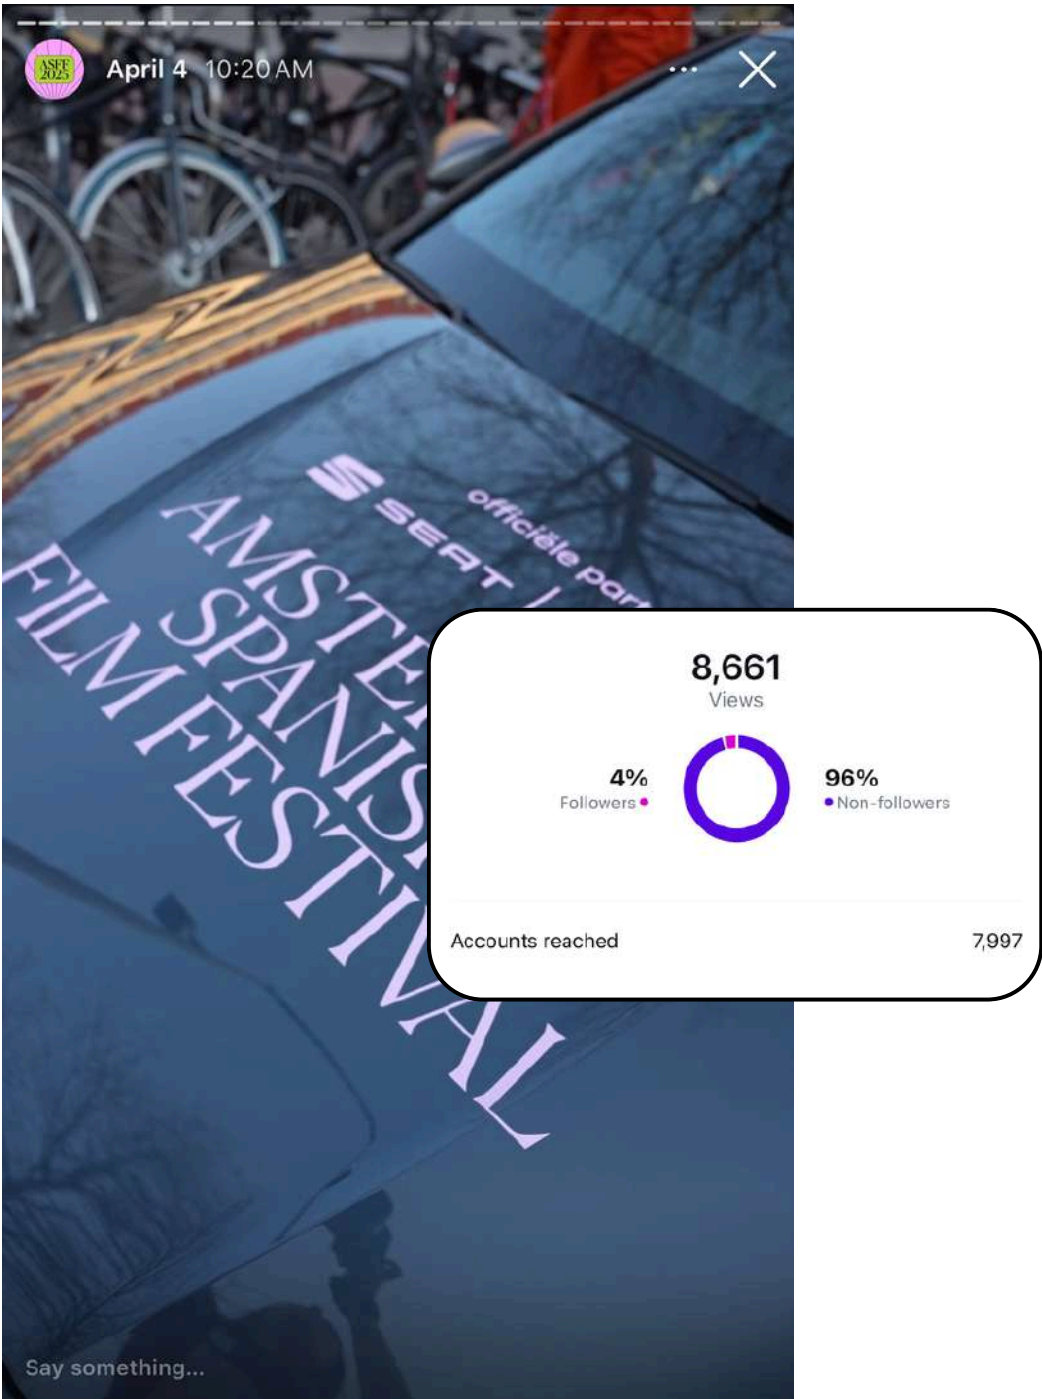 ASFF
2025
April 4 10:20 AM
officiële part
SEAT
AMSTE
SPANIS
FILM FESTIVAL
8,661
Views
4%
Followers
96%
Non-followers
Accounts reached 7,997
Say something...